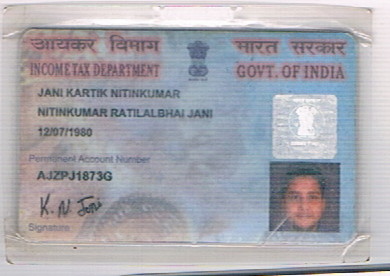 आयकर विभाग
भारत सरकार
INCOME TAX DEPARTMENT
GOVT. OF INDIA
JANI KARTIK NITINKUMAR
NITINKUMAR RATILALBHAI JANI
12/07/1980
Permanent Account Number
AJZPJ1873G
K. N. Jani
Signature